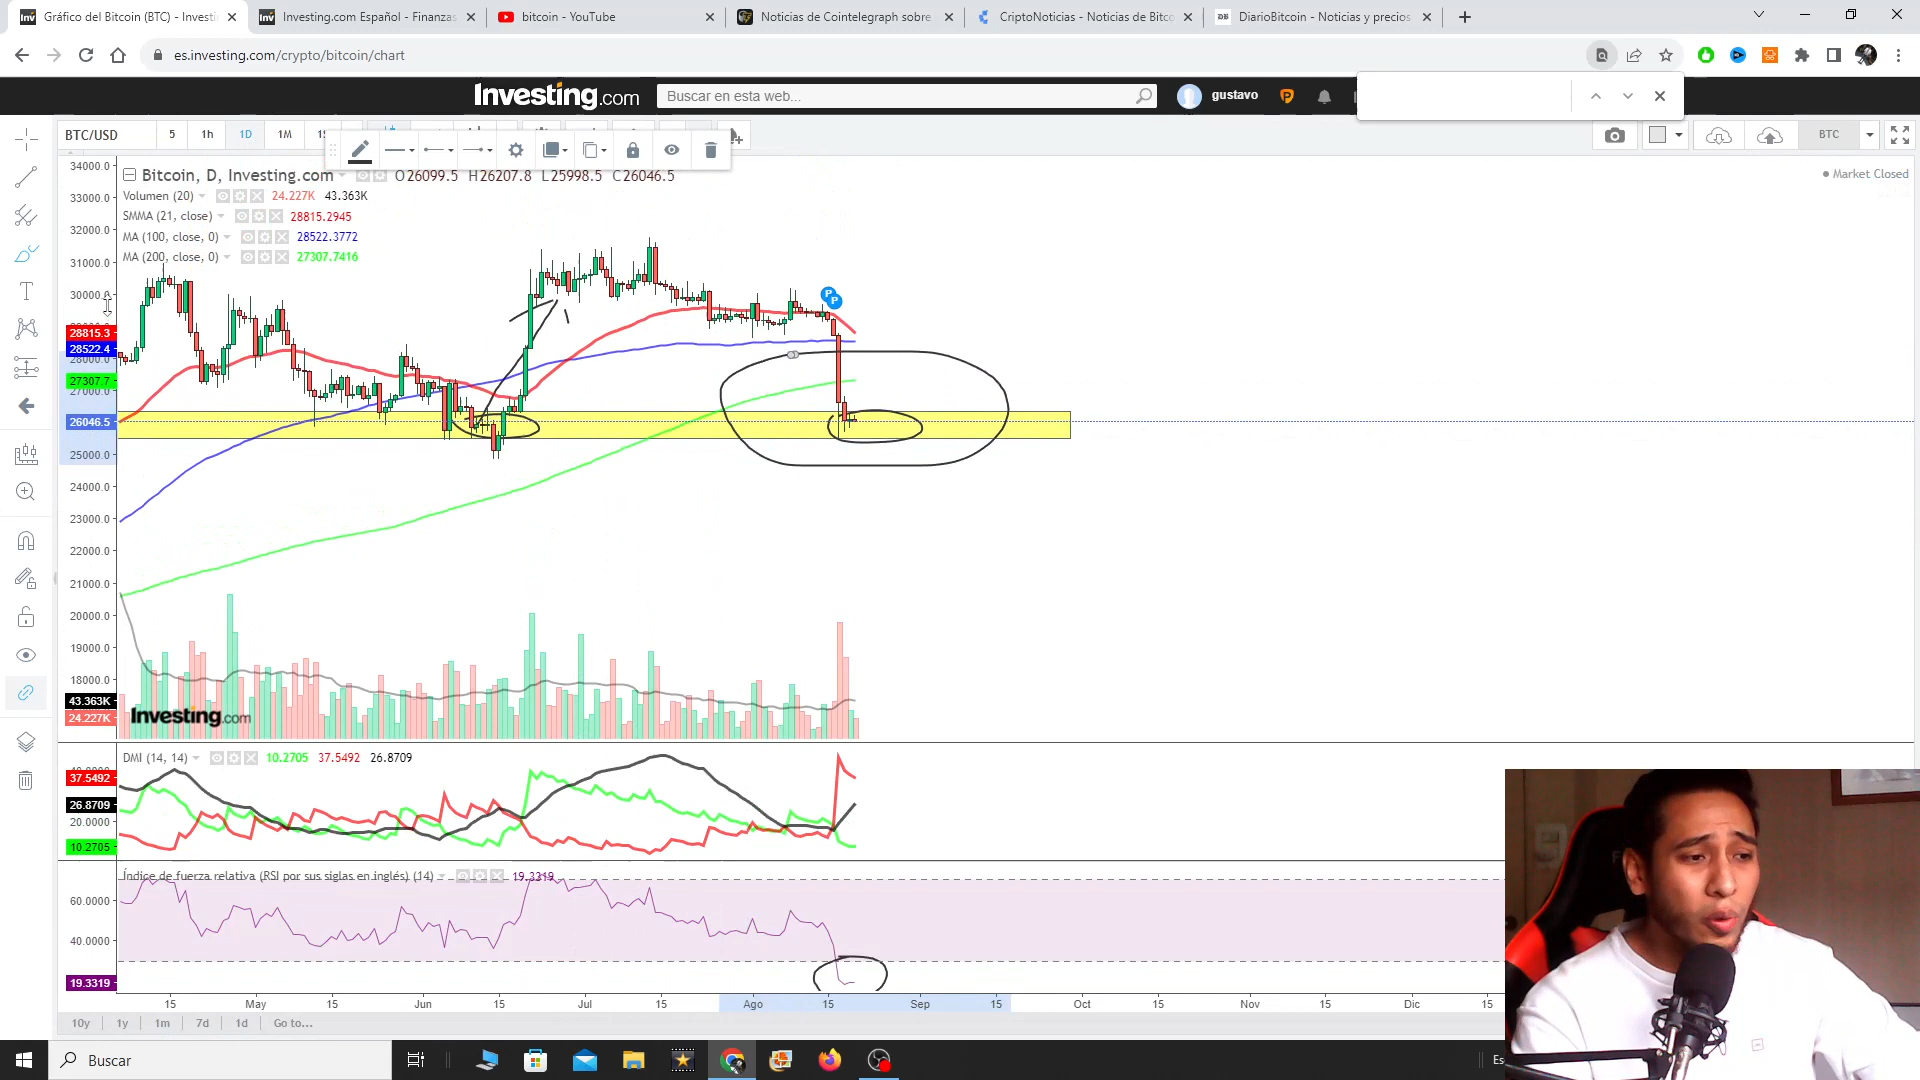 Gráfico del Bitcoin (BTC) - Investi
Investing.com Español - Finanzas
bitcoin - YouTube
Noticias de Cointelegraph sobre
CriptoNoticias - Noticias de Bitco
DiarioBitcoin - Noticias y precios
es.investing.com/crypto/bitcoin/chart
Investing.com
Buscar en esta web...
gustavo
BTC/USD
5
1h
1D
1M
BTC
Bitcoin, D, Investing.com
O26099.5 H26207.8 L25998.5 C26046.5
Market Closed
Volumen (20)
24.227K 43.363K
SMMA (21, close)
28815.2945
MA (100, close, 0)
28522.3772
MA (200, close, 0)
27307.7416
34000.0
33000.0
32000.0
31000.0
30000.0
28815.3
28522.4
28000.0
27307.7
27000.0
26046.5
25000.0
24000.0
23000.0
22000.0
21000.0
20000.0
19000.0
18000.0
43.363K
24.227K
P
P
Investing.com
DMI (14, 14)
10.2705 37.5492 26.8709
37.5492
26.8709
20.0000
10.2705
Índice de fuerza relativa (RSI por sus siglas en inglés) (14)
19.3319
60.0000
40.0000
19.3319
15 May 15 Jun 15 Jul 15 Ago 15 Sep 15 Oct 15 Nov 15 Dic 15
10y 1y 1m 7d 1d Go to...
Buscar